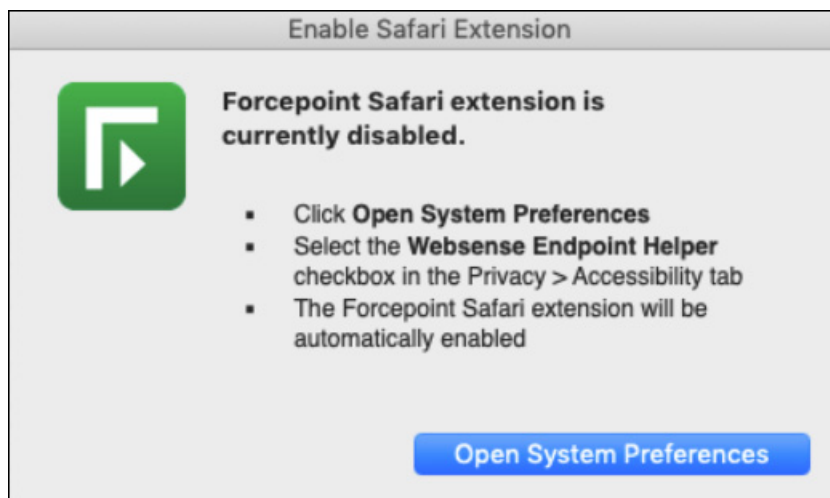 Enable Safari Extension
Forcepoint Safari extension is
currently disabled.
▪ Click Open System Preferences
▪ Select the Websense Endpoint Helper
checkbox in the Privacy > Accessibility tab
▪ The Forcepoint Safari extension will be
automatically enabled
Open System Preferences